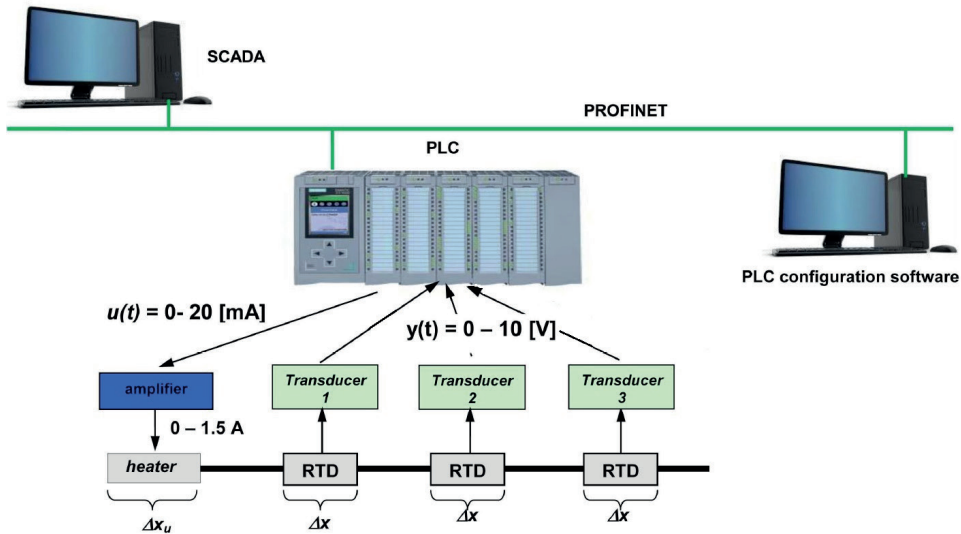 SCADA
PROFINET
PLC
PLC configuration software
u(t) = 0- 20 [mA]
y(t) = 0 – 10 [V]
amplifier
Transducer
1
Transducer
2
Transducer
3
0 – 1.5 A
heater
RTD
RTD
RTD
Δxᵤ
Δx
Δx
Δx